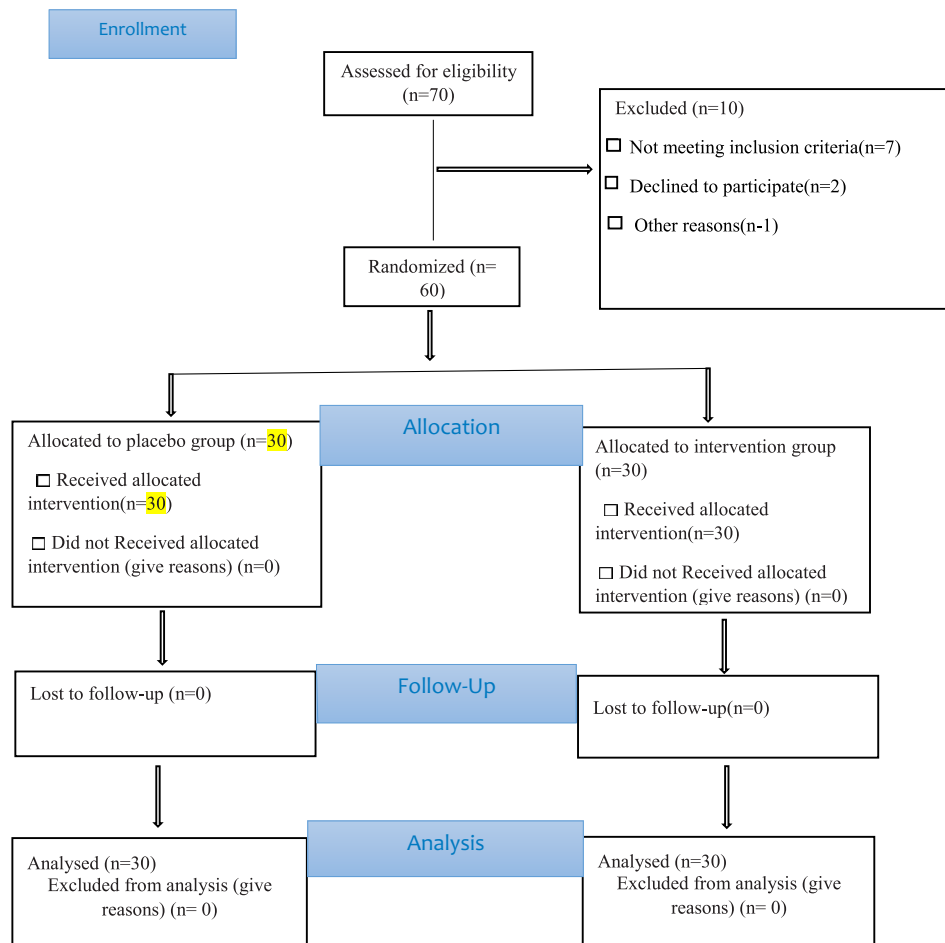 Enrollment
Assessed for eligibility
(n=70)
Excluded (n=10)
Not meeting inclusion criteria(n=7)
Declined to participate(n=2)
Other reasons(n-1)
Randomized (n=
60)
Allocation
Allocated to placebo group (n=30)
Received allocated
intervention(n=30)
Did not Received allocated
intervention (give reasons) (n=0)
Allocated to intervention group
(n=30)
Received allocated
intervention(n=30)
Did not Received allocated
intervention (give reasons) (n=0)
Follow-Up
Lost to follow-up (n=0)
Lost to follow-up(n=0)
Analysis
Analysed (n=30)
Excluded from analysis (give
reasons) (n= 0)
Analysed (n=30)
Excluded from analysis (give
reasons) (n= 0)